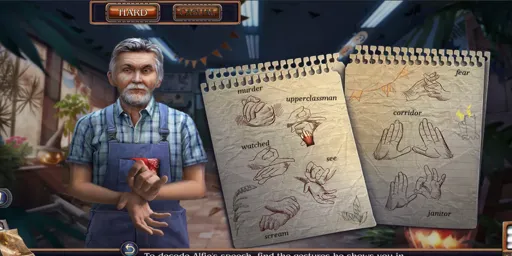 HARD
murder
upperclassman
watched
see
scream
fear
corridor
janitor
To decode Alfie's speech, find the gestures he shows you in